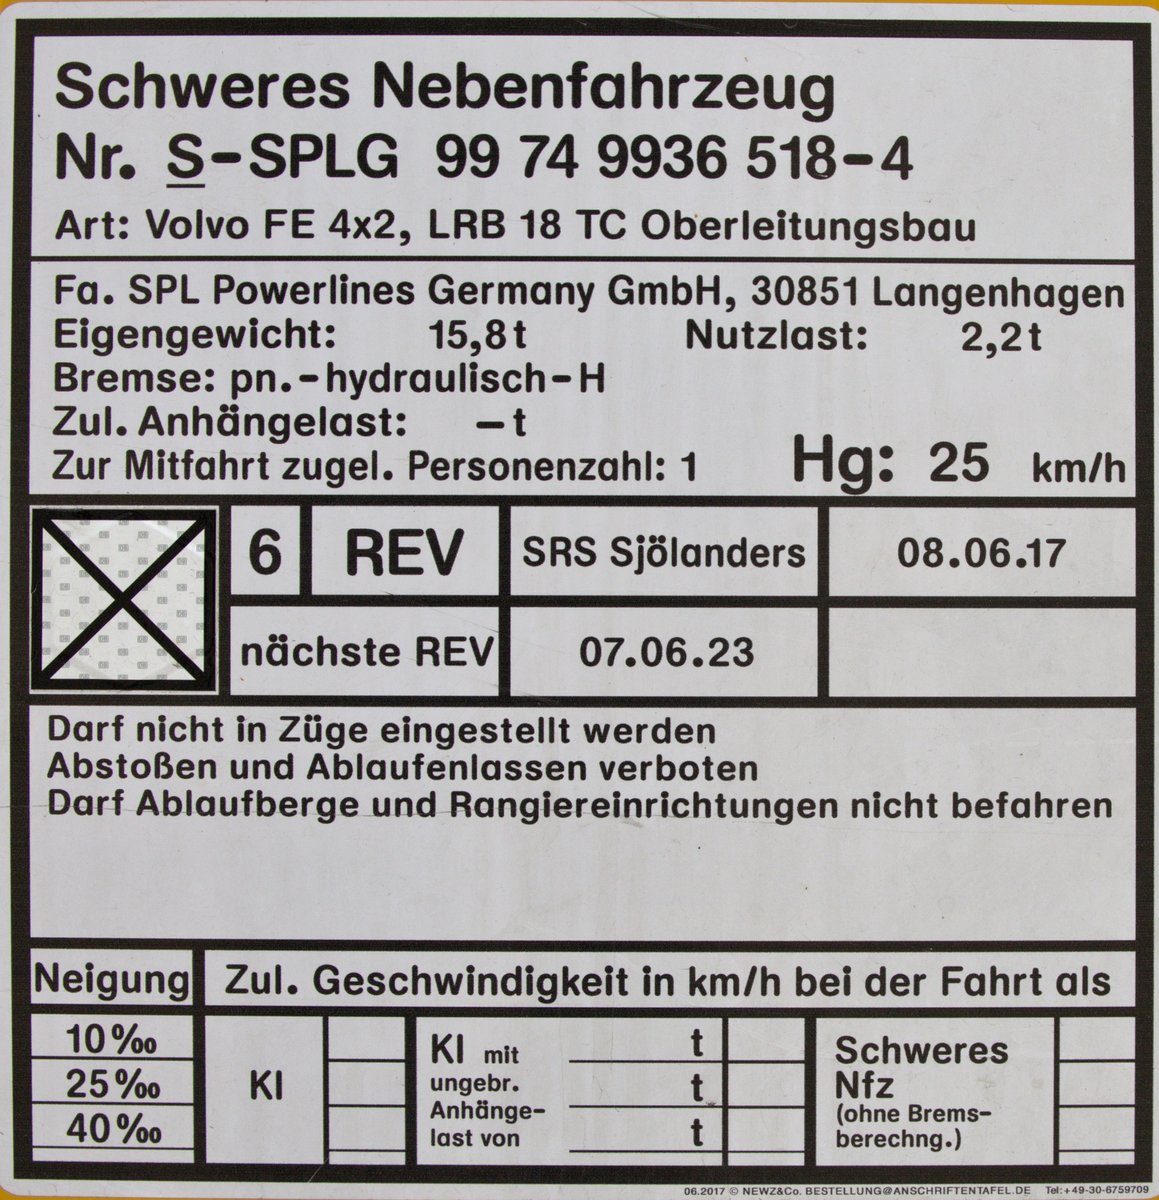 Schweres Nebenfahrzeug
Nr. S-SPLG 99 74 9936 518-4
Art: Volvo FE 4x2, LRB 18 TC Oberleitungsbau
Fa. SPL Powerlines Germany GmbH, 30851 Langenhagen
Eigengewicht: 15,8 t Nutzlast: 2,2 t
Bremse: pn.-hydraulisch-H
Zul. Anhängelast: – t
Zur Mitfahrt zugel. Personenzahl: 1 Hg: 25 km/h
6 REV SRS Sjölanders 08.06.17
nächste REV 07.06.23
Darf nicht in Züge eingestellt werden
Abstoßen und Ablaufenlassen verboten
Darf Ablaufberge und Rangiereinrichtungen nicht befahren
Neigung Zul. Geschwindigkeit in km/h bei der Fahrt als
10 ‰
25 ‰
40 ‰
Kl
Kl mit t
ungebr. t
Anhänge-
last von t
Schweres
Nfz
(ohne Brems-
berechng.)
06.2017 © NEWZ&Co. BESTELLUNG@ANSCHRIFTENTAFEL.DE Tel:+49-30-6759709